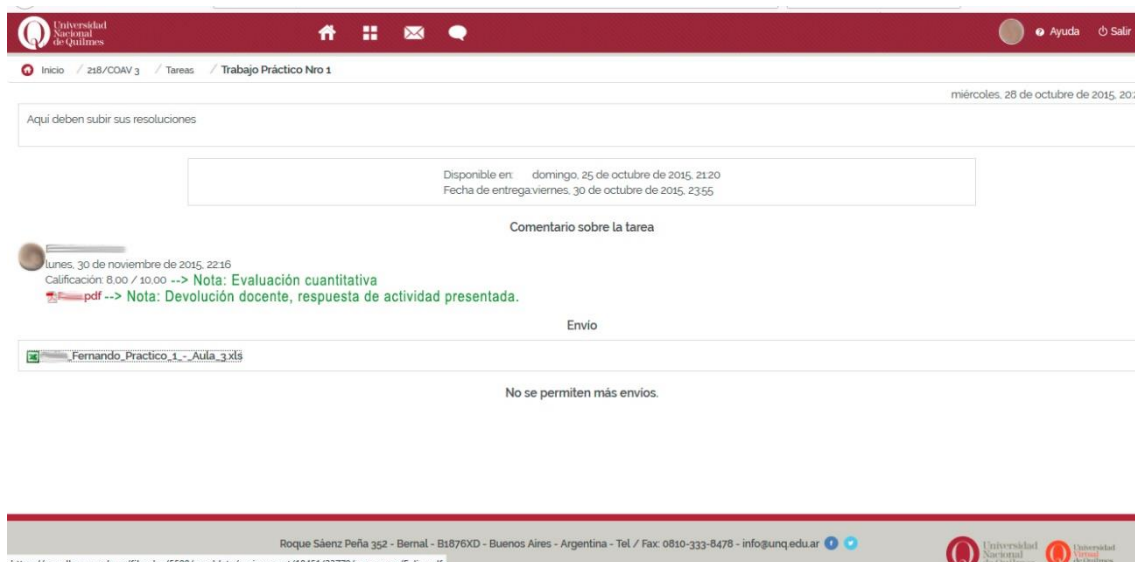 Universidad
Nacional
de Quilmes
Ayuda Salir
Inicio / 218/COAV 3 / Tareas / Trabajo Práctico Nro 1
miércoles, 28 de octubre de 2015, 20:
Aquí deben subir sus resoluciones
Disponible en: domingo, 25 de octubre de 2015, 21:20
Fecha de entrega:viernes, 30 de octubre de 2015, 23:55
Comentario sobre la tarea
lunes, 30 de noviembre de 2015, 22:16
Calificación: 8,00 / 10,00 --> Nota: Evaluación cuantitativa
.pdf --> Nota: Devolución docente, respuesta de actividad presentada.
Envío
_Fernando_Practico_1_-_Aula_3.xls
No se permiten más envíos.
Roque Sáenz Peña 352 - Bernal - B1876XD - Buenos Aires - Argentina - Tel / Fax: 0810-333-8478 - info@unq.edu.ar
Universidad
Nacional
de Quilmes
Universidad
Virtual
de Quilmes